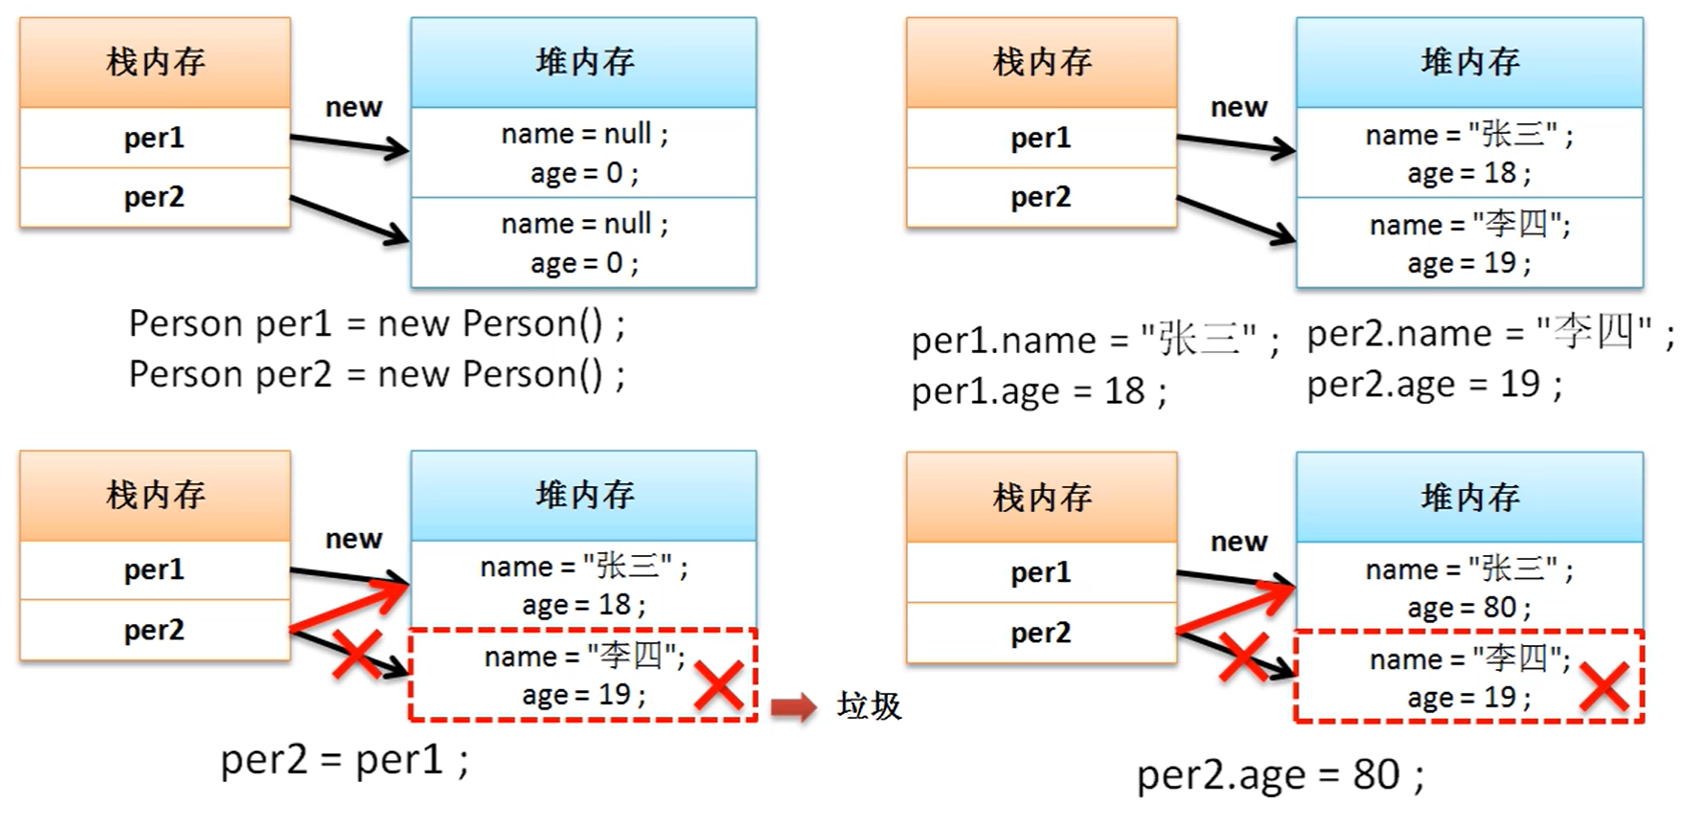 栈内存
堆内存
new
per1
per2
name = null ;
age = 0 ;
name = null ;
age = 0 ;
Person per1 = new Person() ;
Person per2 = new Person() ;
栈内存
堆内存
new
per1
per2
name = "张三" ;
age = 18 ;
name = "李四";
age = 19 ;
per1.name = "张三" ;
per1.age = 18 ;
per2.name = "李四" ;
per2.age = 19 ;
栈内存
堆内存
new
per1
per2
name = "张三" ;
age = 18 ;
name = "李四";
age = 19 ;
垃圾
per2 = per1 ;
栈内存
堆内存
new
per1
per2
name = "张三" ;
age = 80 ;
name = "李四";
age = 19 ;
per2.age = 80 ;